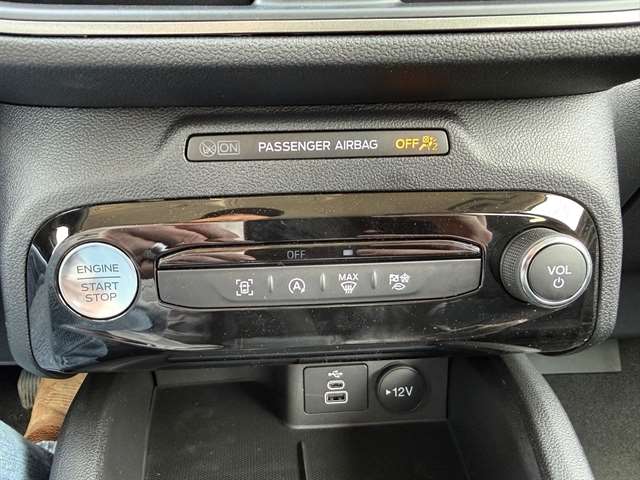 ON PASSENGER AIRBAG OFF
OFF
ENGINE
START
STOP
A
MAX
VOL
12V